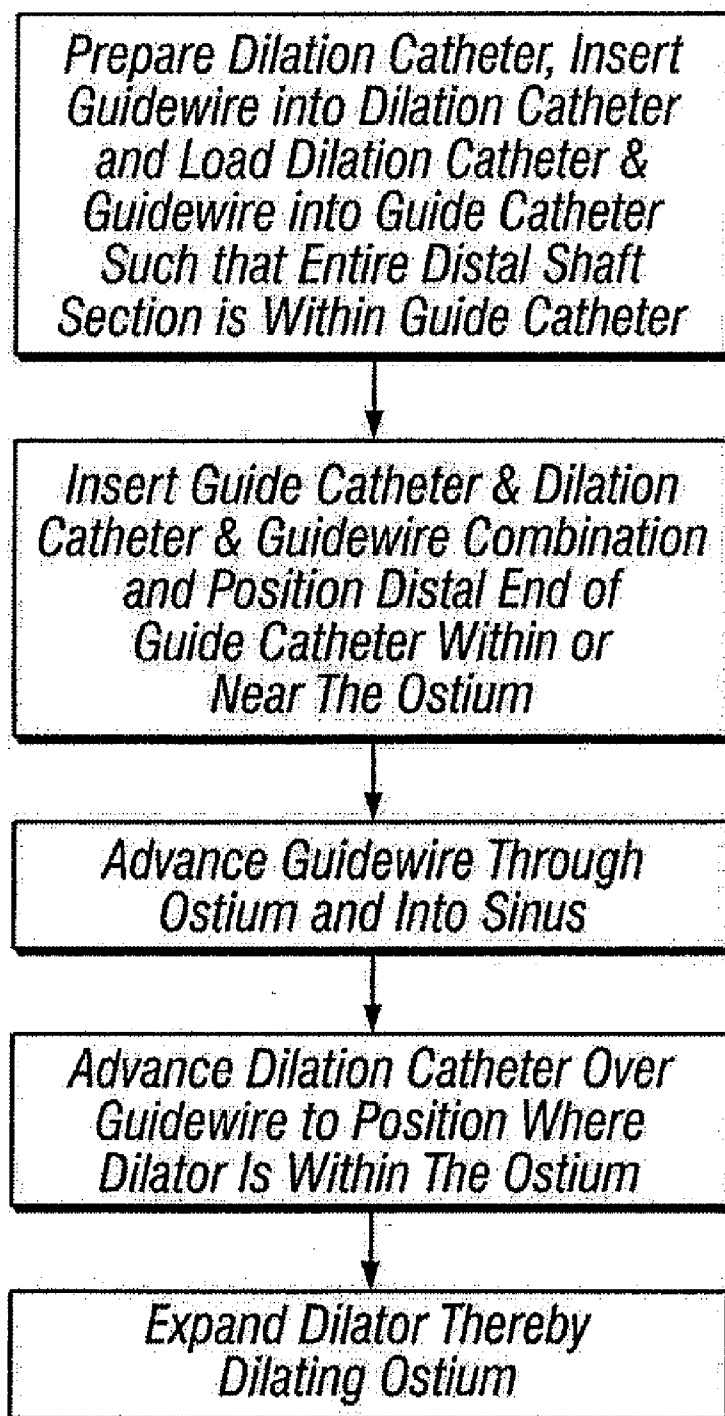 Prepare Dilation Catheter, Insert
Guidewire into Dilation Catheter
and Load Dilation Catheter &
Guidewire into Guide Catheter
Such that Entire Distal Shaft
Section is Within Guide Catheter
Insert Guide Catheter & Dilation
Catheter & Guidewire Combination
and Position Distal End of
Guide Catheter Within or
Near The Ostium
Advance Guidewire Through
Ostium and Into Sinus
Advance Dilation Catheter Over
Guidewire to Position Where
Dilator Is Within The Ostium
Expand Dilator Thereby
Dilating Ostium